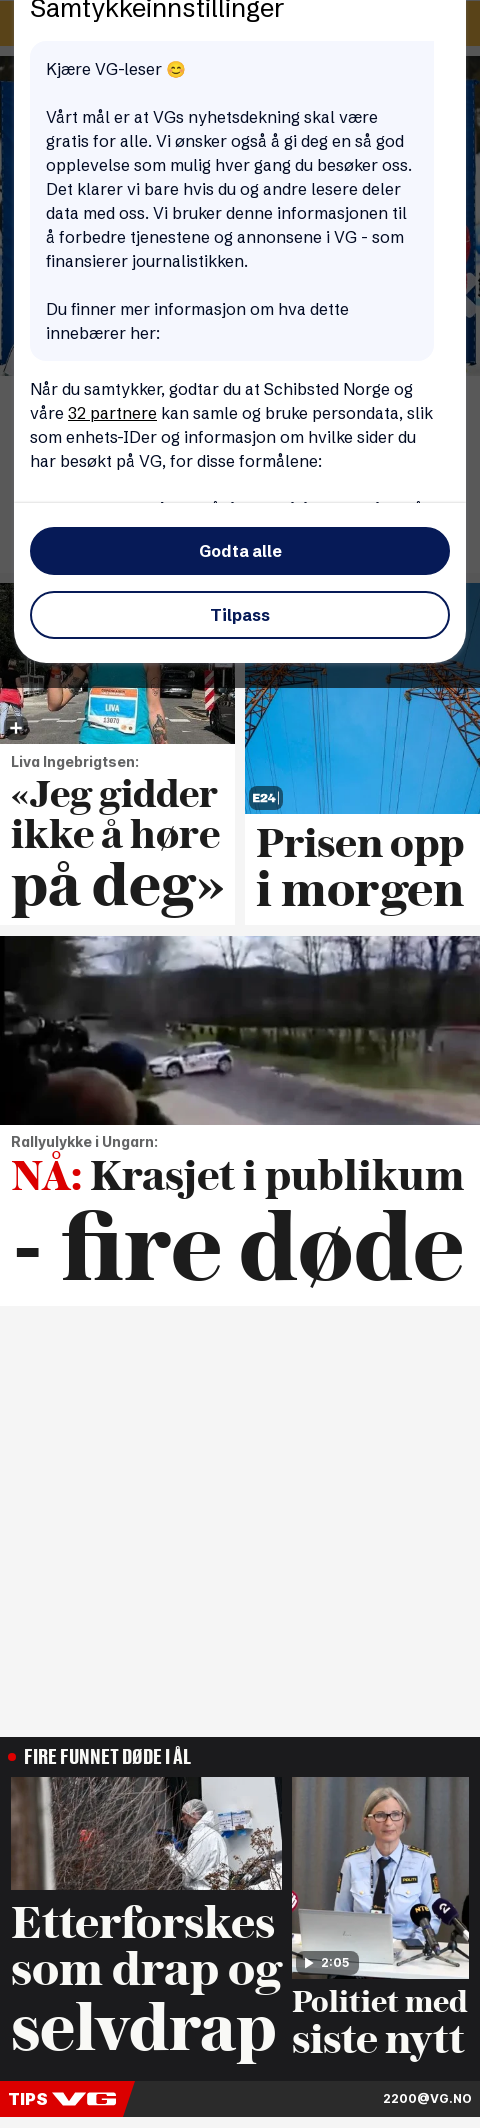 Samtykkeinnstillinger
Kjære VG-leser 😊
Vårt mål er at VGs nyhetsdekning skal være
gratis for alle. Vi ønsker også å gi deg en så god
opplevelse som mulig hver gang du besøker oss.
Det klarer vi bare hvis du og andre lesere deler
data med oss. Vi bruker denne informasjonen til
å forbedre tjenestene og annonsene i VG - som
finansierer journalistikken.
Du finner mer informasjon om hva dette
innebærer her:
Når du samtykker, godtar du at Schibsted Norge og
våre 32 partnere kan samle og bruke persondata, slik
som enhets-IDer og informasjon om hvilke sider du
har besøkt på VG, for disse formålene:
Godta alle
Tilpass
LIVA
13070
Liva Ingebrigtsen:
«Jeg gidder
ikke å høre
på deg»
E24
Prisen opp
i morgen
Rallyulykke i Ungarn:
NÅ: Krasjet i publikum
- fire døde
FIRE FUNNET DØDE I ÅL
Etterforskes
som drap og
selvdrap
POLITI
NTB
2
2:05
Politiet med
siste nytt
TIPS VG
2200@VG.NO